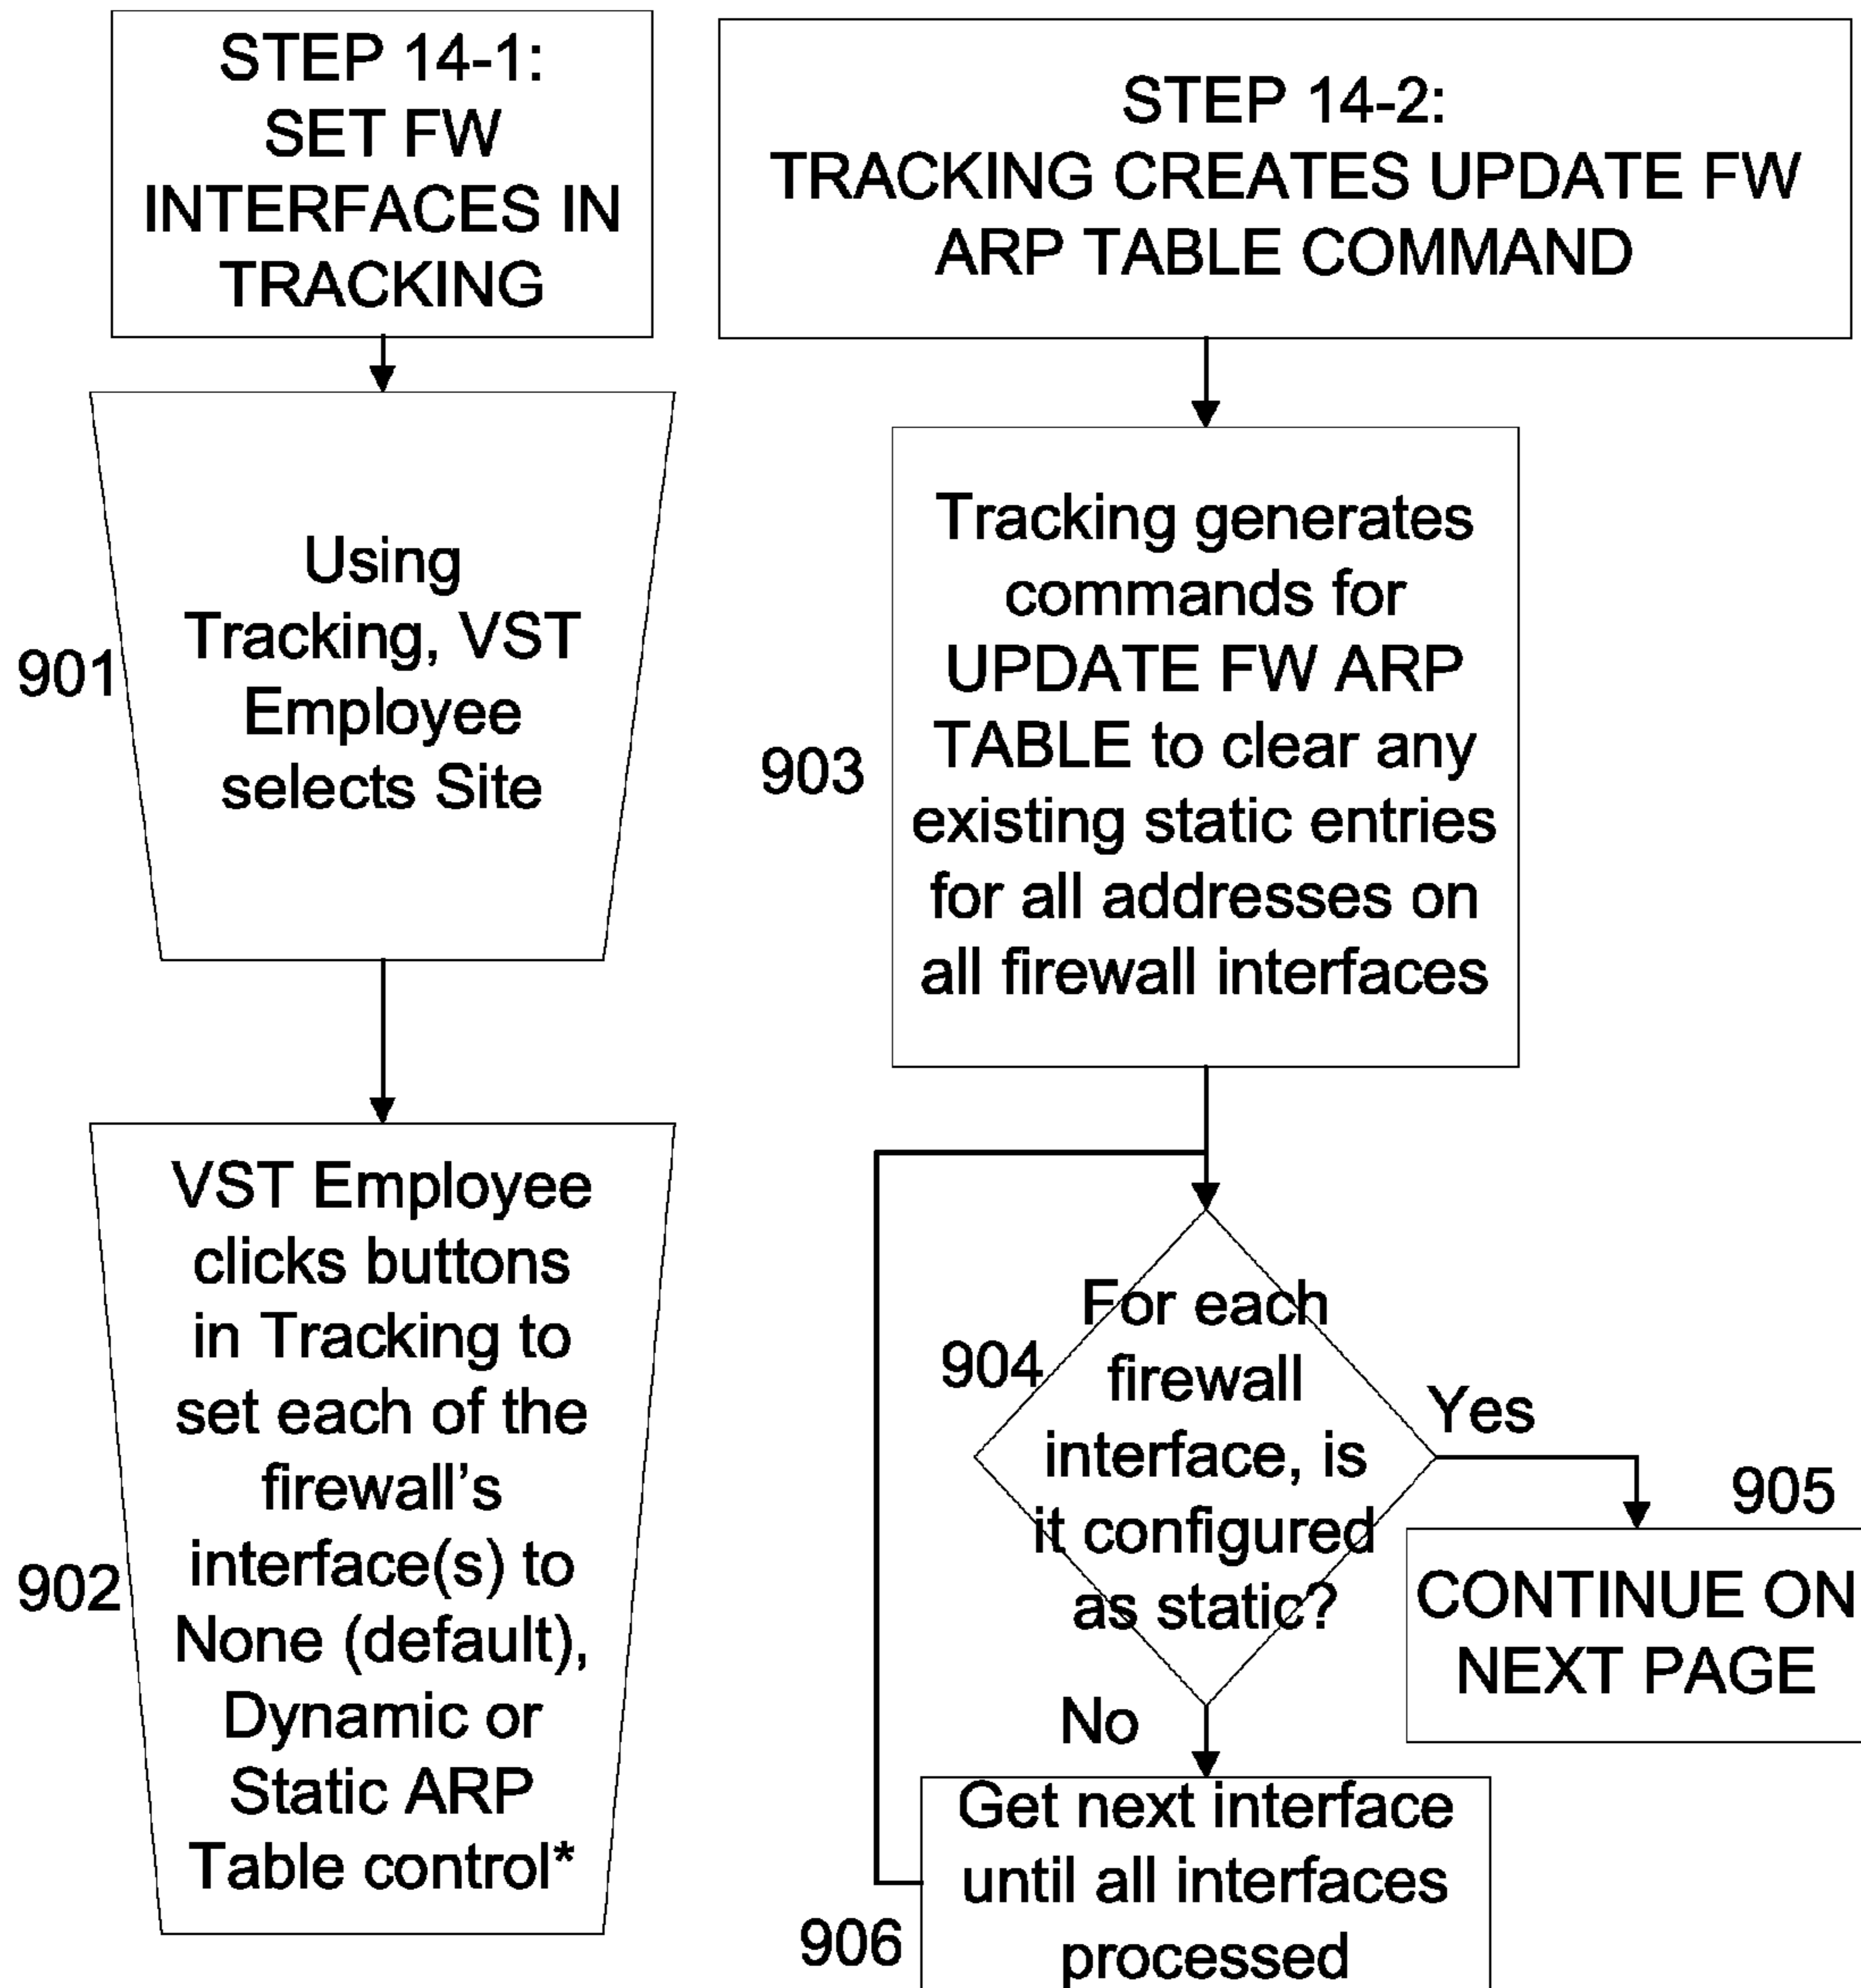 STEP 14-1:
SET FW
INTERFACES IN
TRACKING
901
Using
Tracking, VST
Employee
selects Site
902
VST Employee
clicks buttons
in Tracking to
set each of the
firewall's
interface(s) to
None (default),
Dynamic or
Static ARP
Table control*
STEP 14-2:
TRACKING CREATES UPDATE FW
ARP TABLE COMMAND
903
Tracking generates
commands for
UPDATE FW ARP
TABLE to clear any
existing static entries
for all addresses on
all firewall interfaces
904
For each
firewall
interface, is
it configured
as static?
Yes
905
CONTINUE ON
NEXT PAGE
No
906
Get next interface
until all interfaces
processed